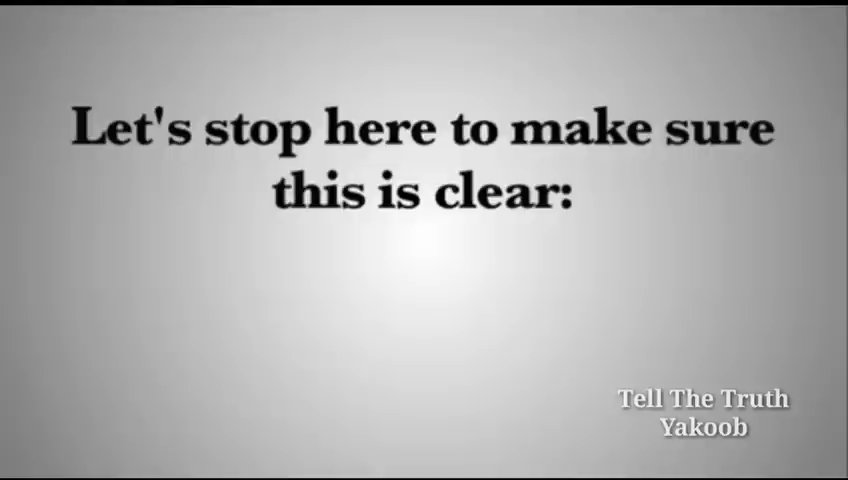 Let's stop here to make sure
this is clear:
Tell The Truth
Yakoob